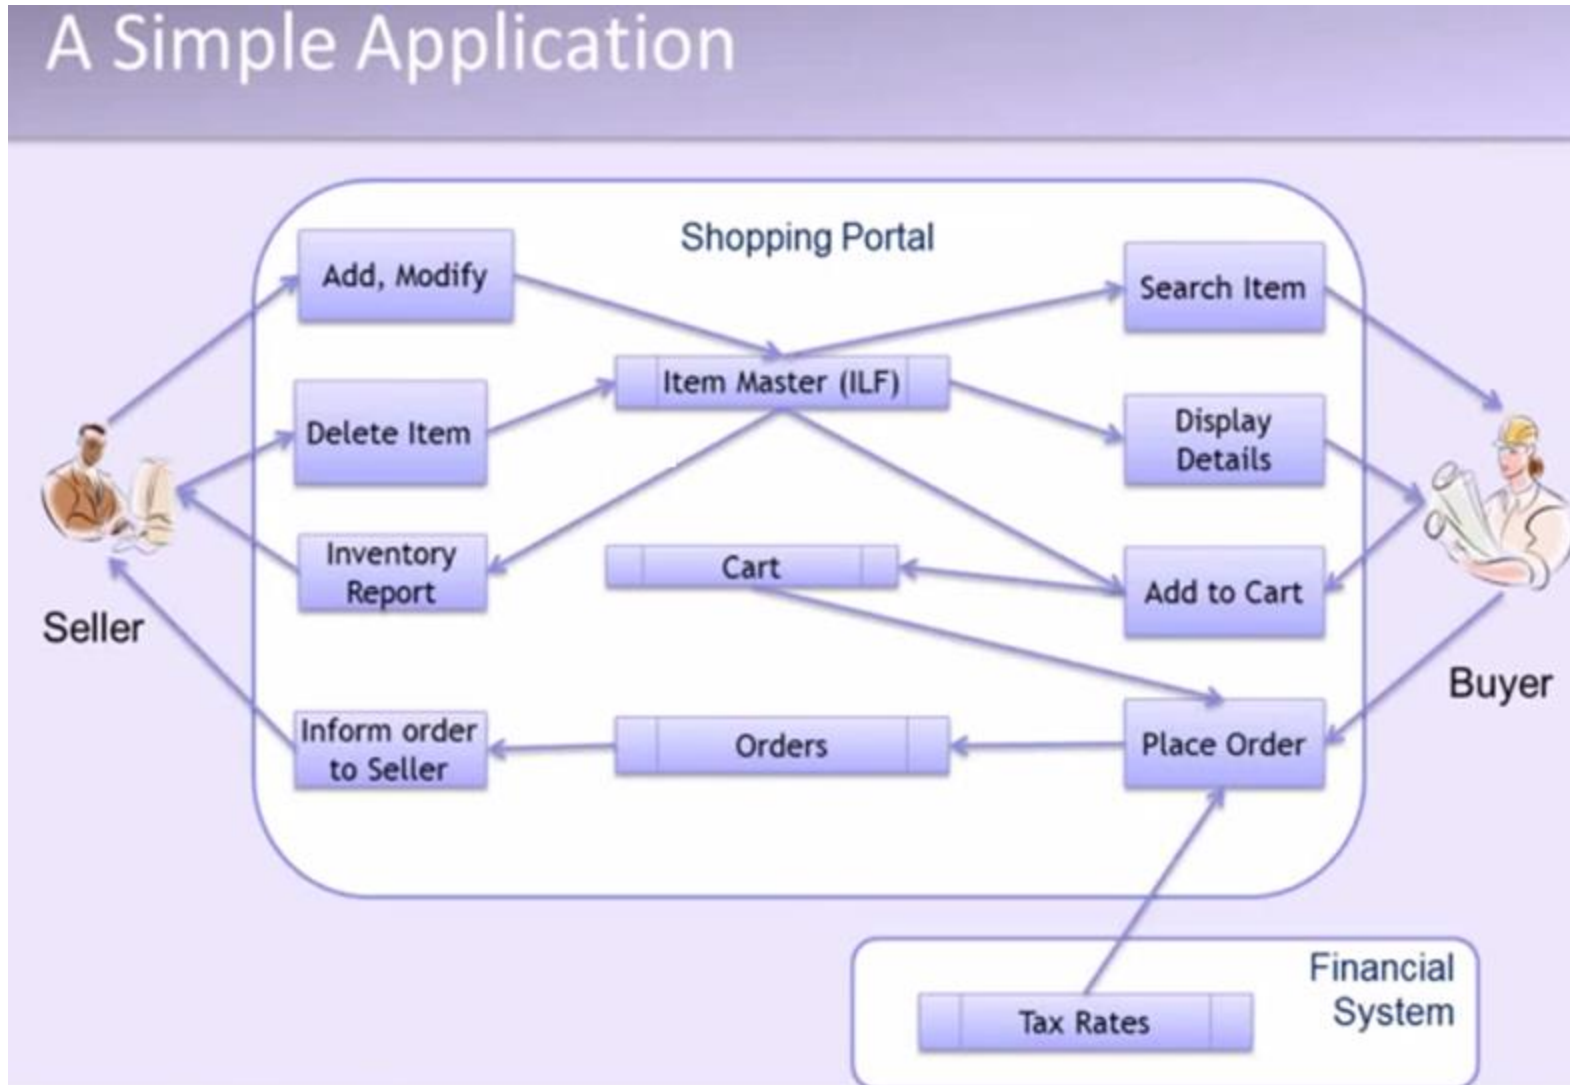 A Simple Application
Shopping Portal
Add, Modify
Search Item
Item Master (ILF)
Delete Item
Display
Details
Inventory
Report
Cart
Add to Cart
Seller
Buyer
Inform order
to Seller
Orders
Place Order
Financial
System
Tax Rates